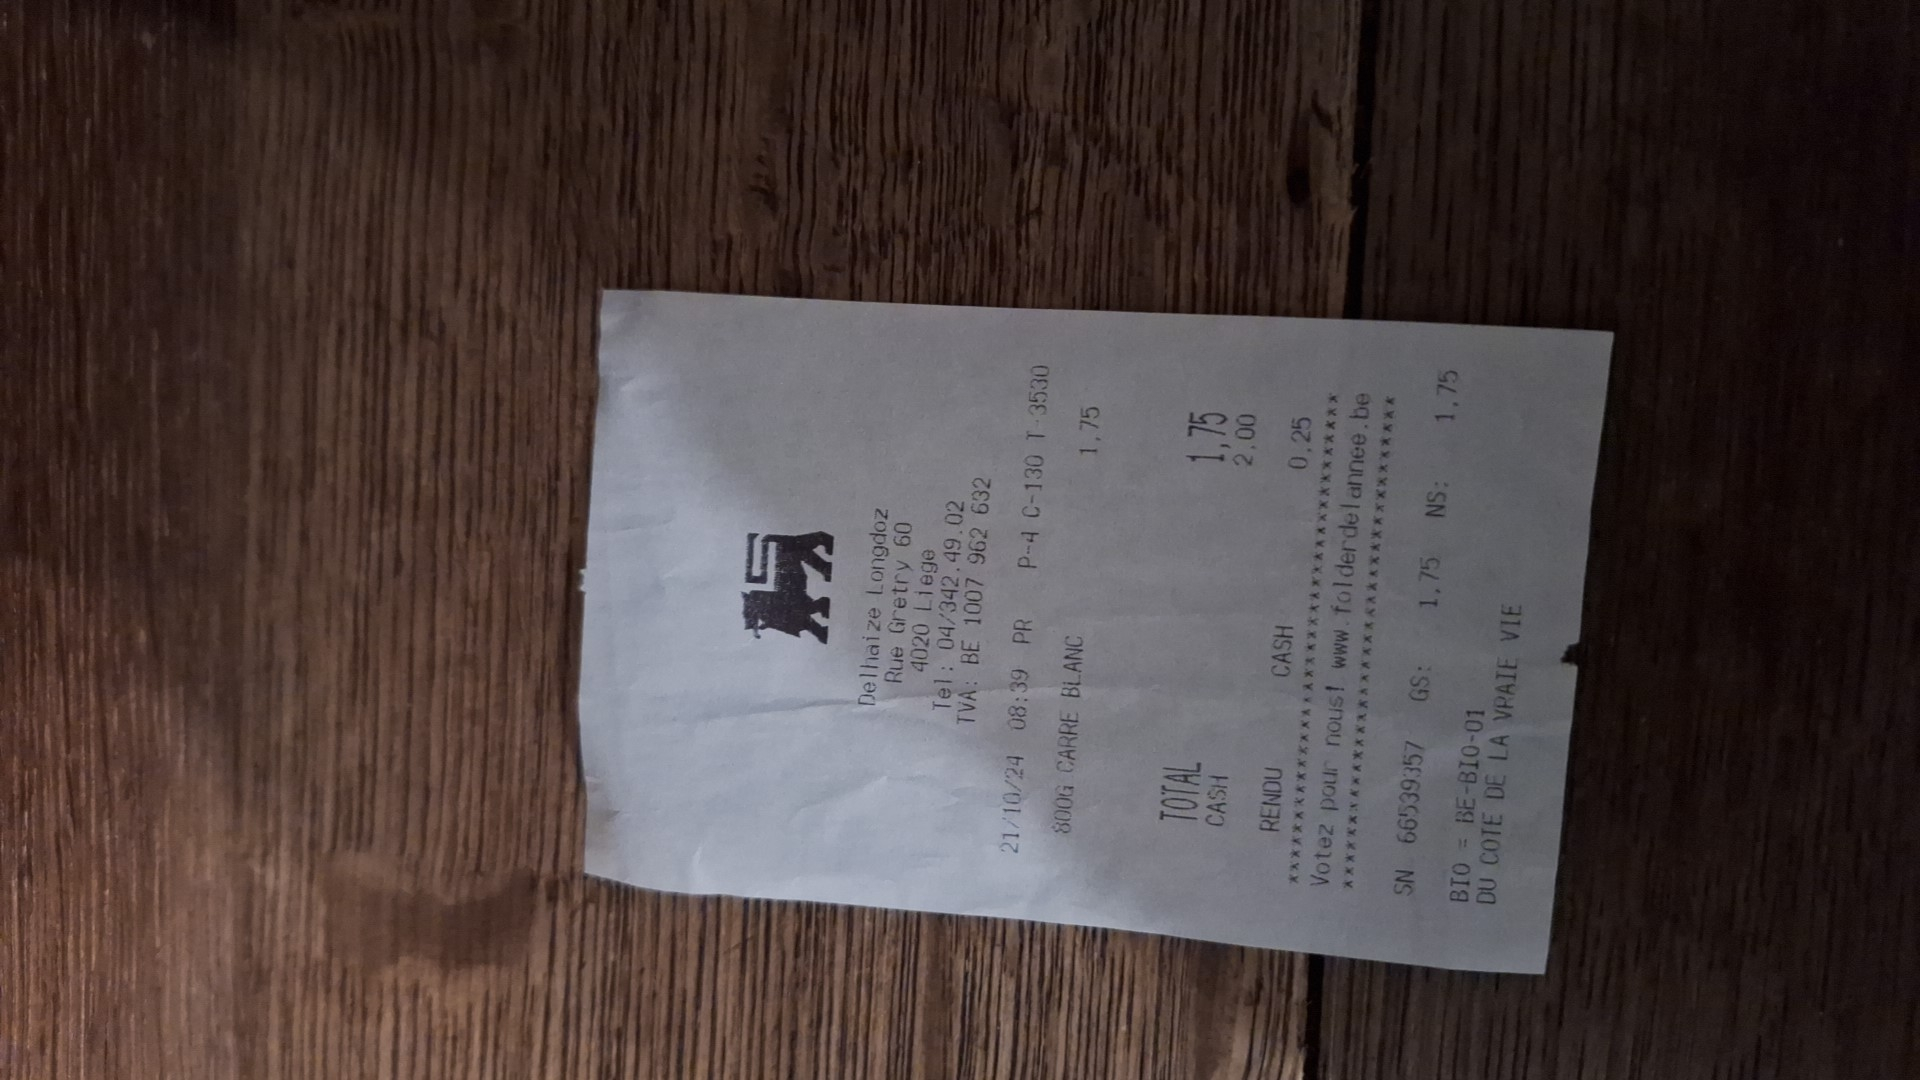 Delhaize Longdoz
Rue Gretry 60
4020 Liege
Tel: 04/342.49.02
TVA: BE 1007 962 632
21/10/24 08:39 PR P-4 C-130 T-3530
800G CARRE BLANC 1,75
TOTAL 1,75
CASH 2,00
RENDU CASH 0,25
**************************************
Votez pour nous! www.folderdelannee.be
**************************************
SN 66539357 GS: 1,75 NS: 1,75
BIO = BE-BIO-01
DU COTE DE LA VRAIE VIE